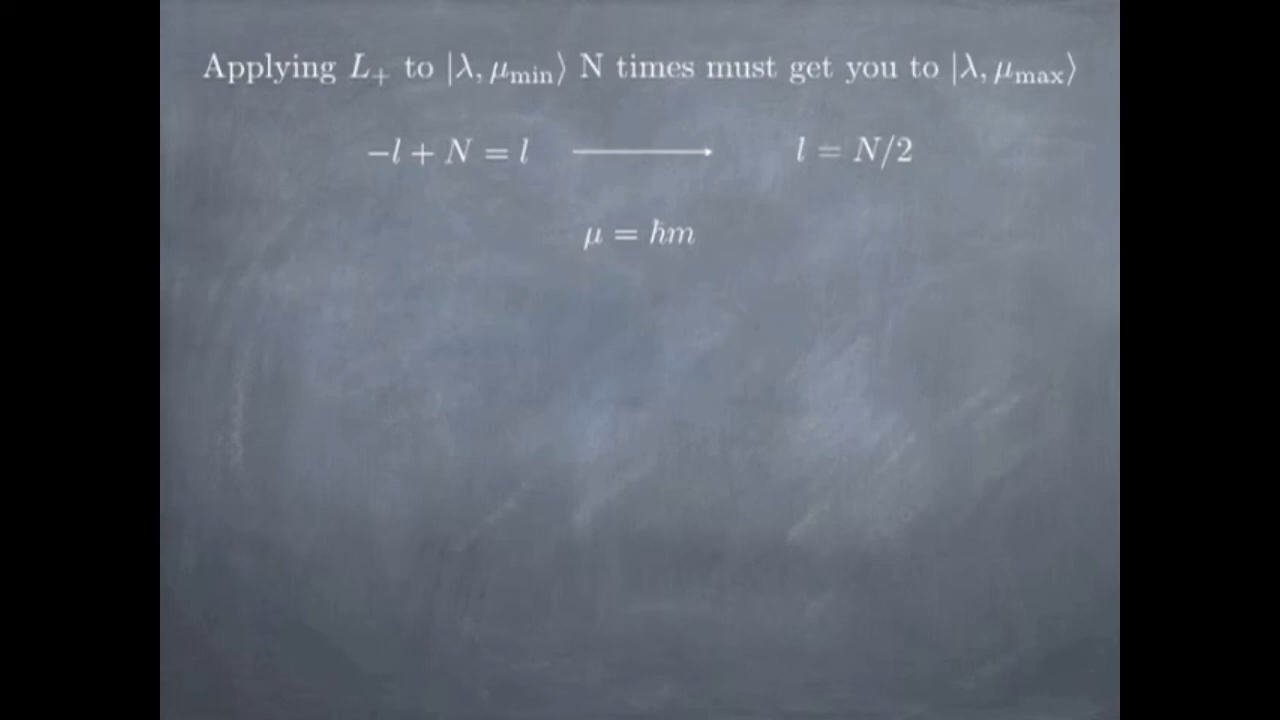 Applying L₊ to |λ, μ_min⟩ N times must get you to |λ, μ_max⟩
−l + N = l ⟶ l = N/2
μ = ℏm